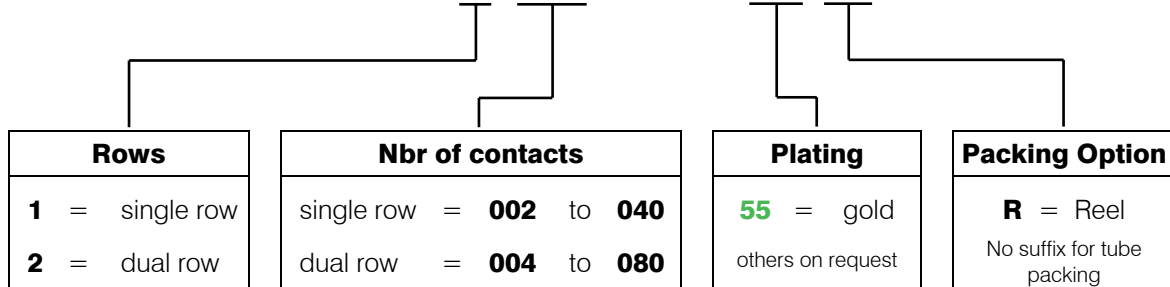 Rows
1 = single row
2 = dual row
Nbr of contacts
single row = 002 to 040
dual row = 004 to 080
Plating
55 = gold
others on request
Packing Option
R = Reel
No suffix for tube
packing